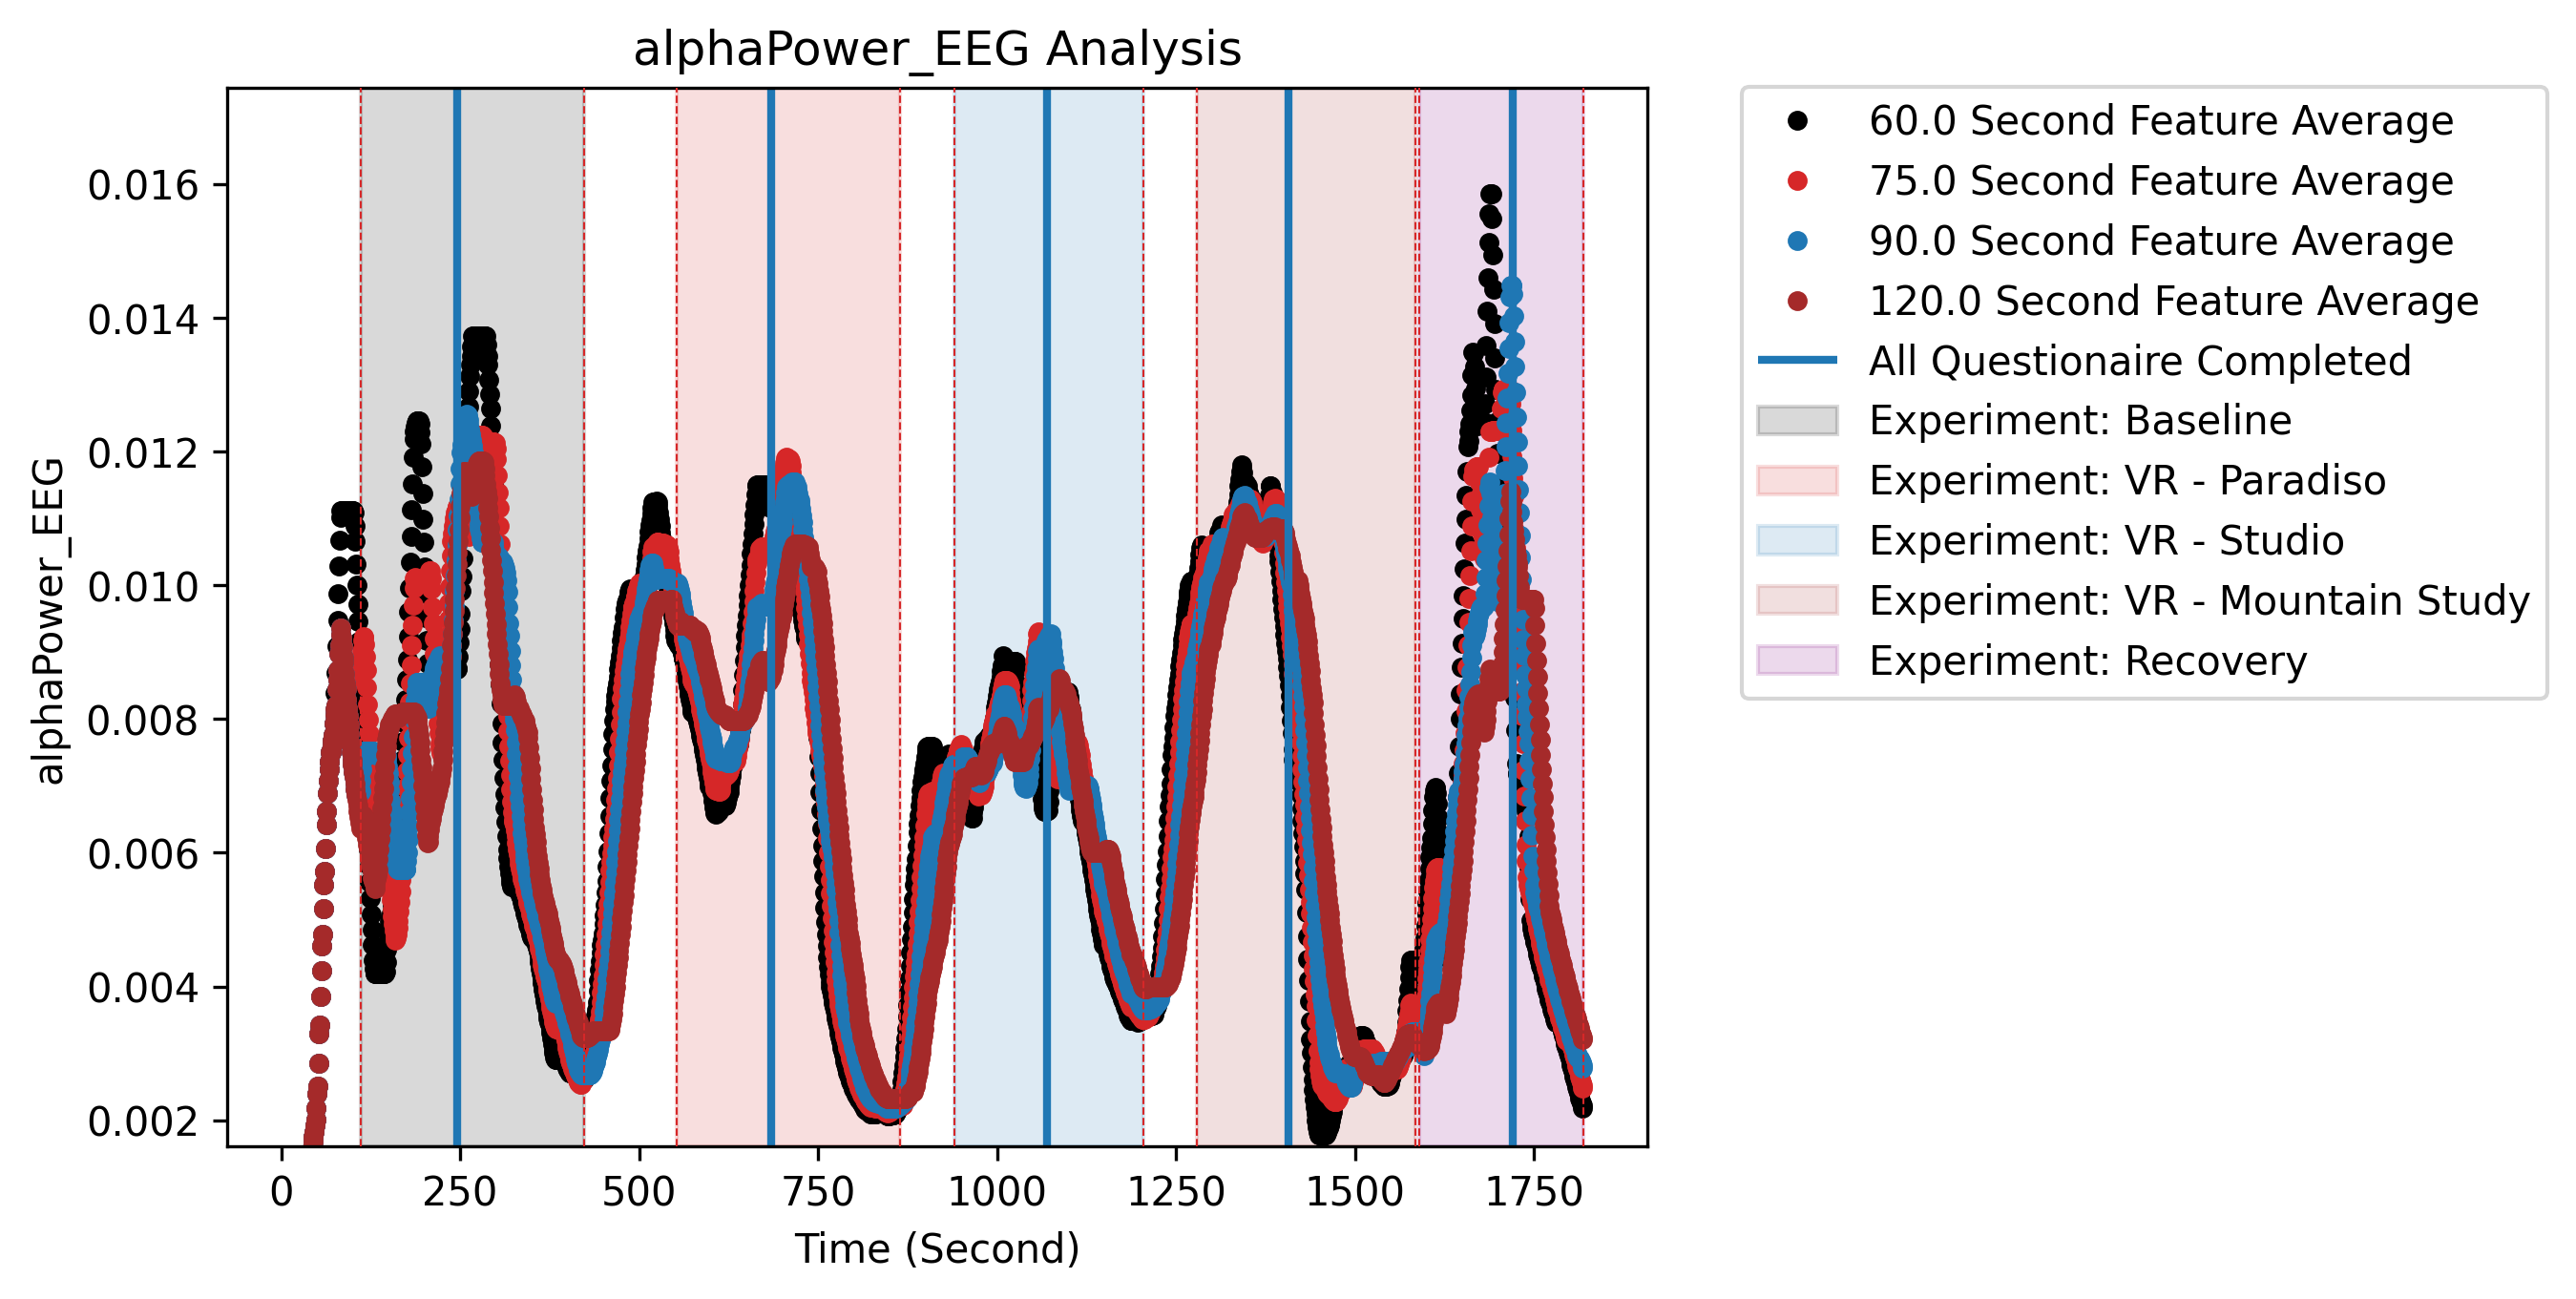 alphaPower_EEG Analysis
alphaPower_EEG
0.016
0.014
0.012
0.010
0.008
0.006
0.004
0.002
0 250 500 750 1000 1250 1500 1750
Time (Second)
60.0 Second Feature Average
75.0 Second Feature Average
90.0 Second Feature Average
120.0 Second Feature Average
All Questionaire Completed
Experiment: Baseline
Experiment: VR - Paradiso
Experiment: VR - Studio
Experiment: VR - Mountain Study
Experiment: Recovery